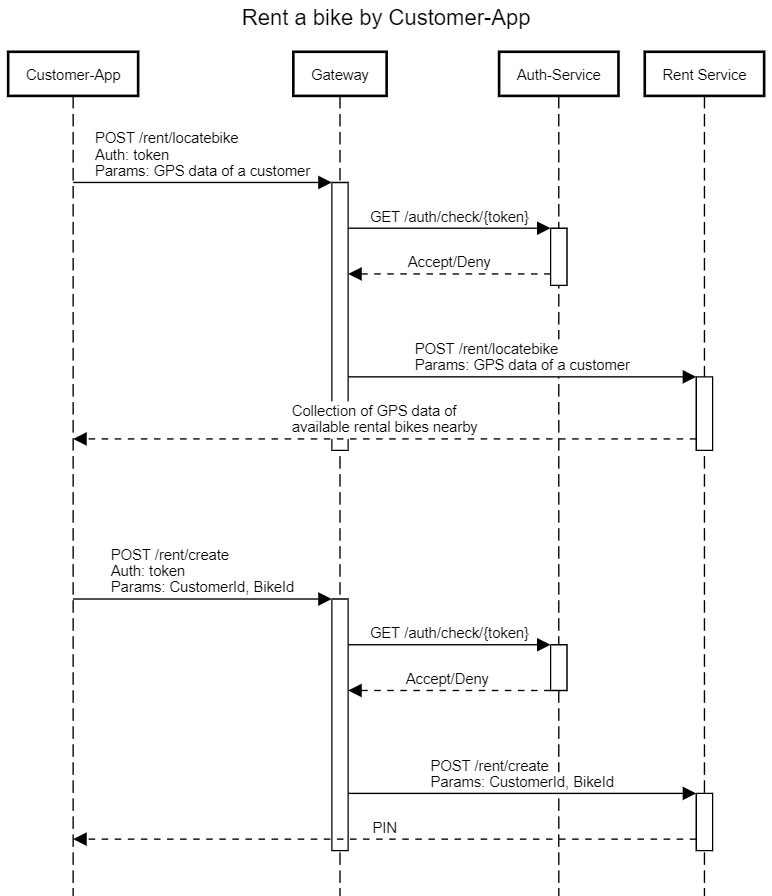 Rent a bike by Customer-App
Customer-App
Gateway
Auth-Service
Rent Service
POST /rent/locatebike
Auth: token
Params: GPS data of a customer
GET /auth/check/{token}
Accept/Deny
POST /rent/locatebike
Params: GPS data of a customer
Collection of GPS data of
available rental bikes nearby
POST /rent/create
Auth: token
Params: CustomerId, BikeId
GET /auth/check/{token}
Accept/Deny
POST /rent/create
Params: CustomerId, BikeId
PIN